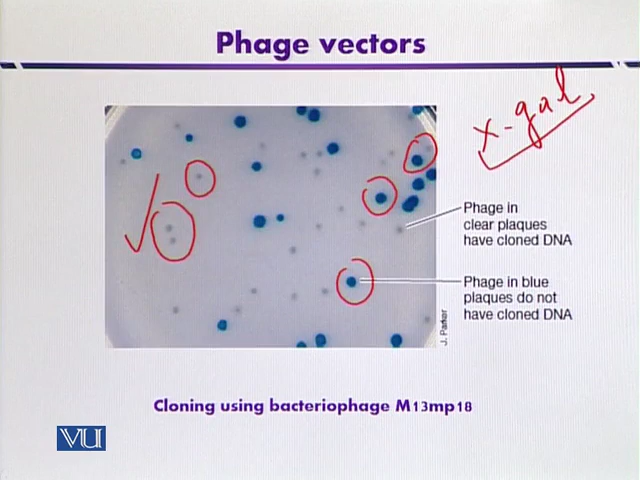 Phage vectors
x-gal
Phage in
clear plaques
have cloned DNA
Phage in blue
plaques do not
have cloned DNA
J. Parker
Cloning using bacteriophage M13mp18
VU